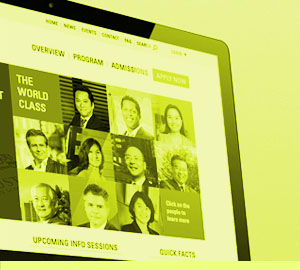 HOME NEWS EVENTS CONTACT FAQ SEARCH
OVERVIEW PROGRAM ADMISSIONS APPLY NOW
THE
WORLD
CLASS
Click on
the people
to learn
more
UPCOMING INFO SESSIONS
QUICK FACTS